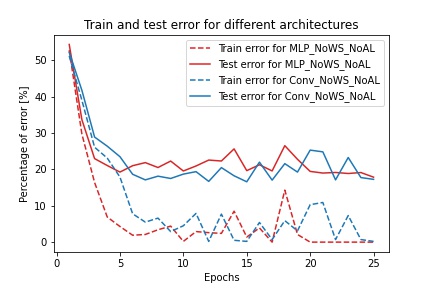 Train and test error for different architectures
Train error for MLP_NoWS_NoAL
Test error for MLP_NoWS_NoAL
Train error for Conv_NoWS_NoAL
Test error for Conv_NoWS_NoAL
Percentage of error [%]
50
40
30
20
10
0
0 5 10 15 20 25
Epochs